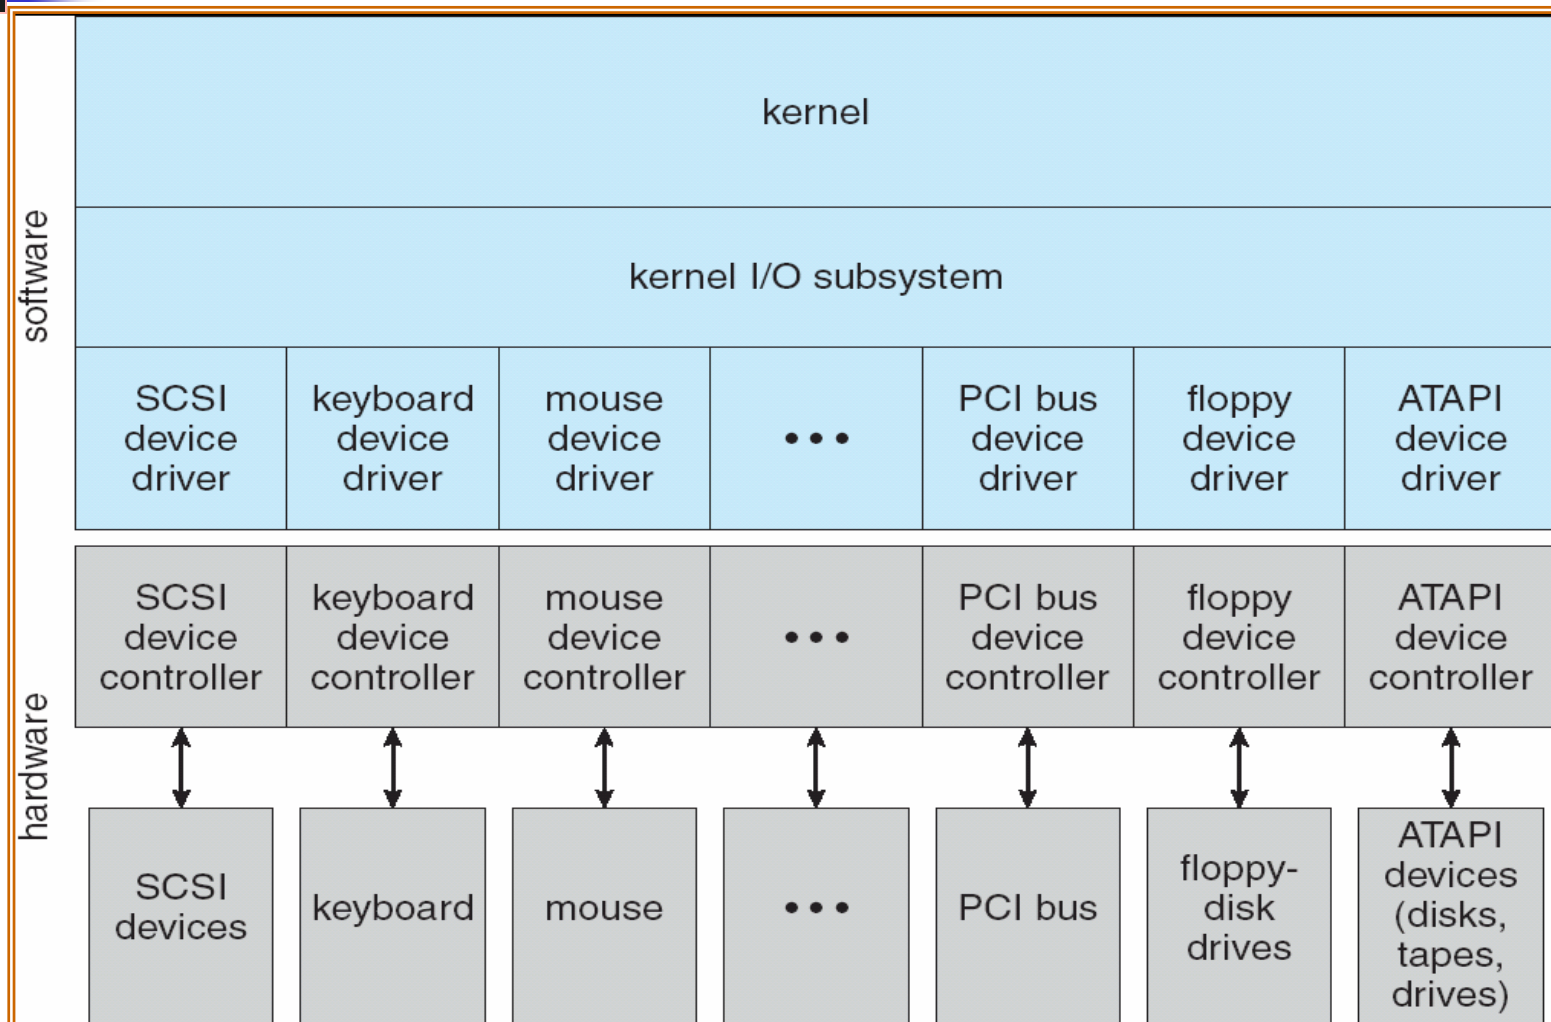 software
kernel
kernel I/O subsystem
SCSI
device
driver
keyboard
device
driver
mouse
device
driver
•••
PCI bus
device
driver
floppy
device
driver
ATAPI
device
driver
hardware
SCSI
device
controller
keyboard
device
controller
mouse
device
controller
•••
PCI bus
device
controller
floppy
device
controller
ATAPI
device
controller
SCSI
devices
keyboard
mouse
•••
PCI bus
floppy-
disk
drives
ATAPI
devices
(disks,
tapes,
drives)